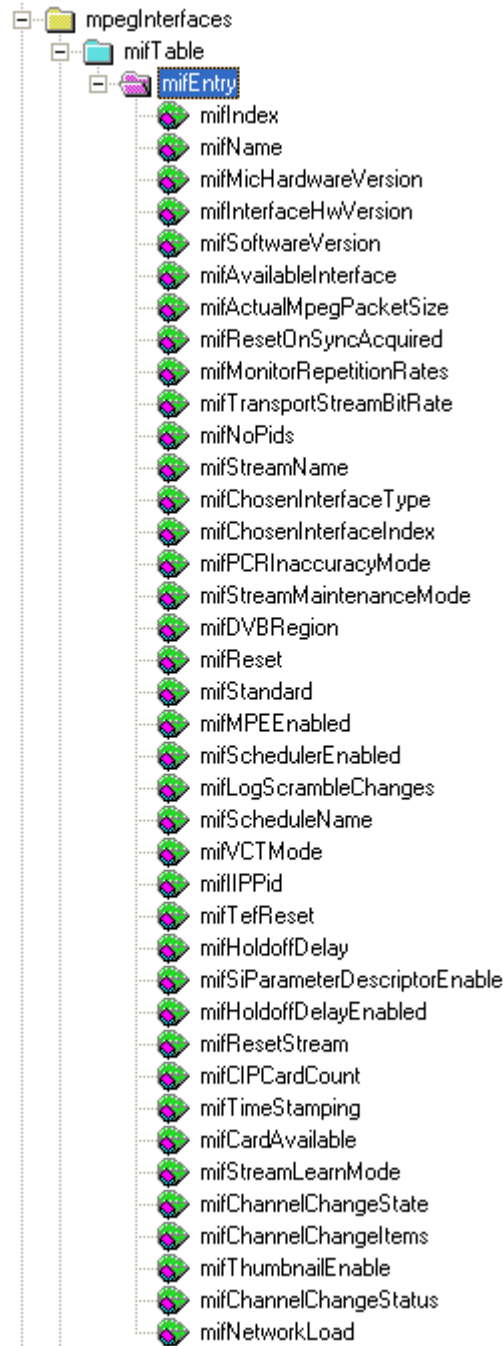 mpegInterfaces
mifTable
mifEntry
mifIndex
mifName
mifMicHardwareVersion
mifInterfaceHwVersion
mifSoftwareVersion
mifAvailableInterface
mifActualMpegPacketSize
mifResetOnSyncAcquired
mifMonitorRepetitionRates
mifTransportStreamBitRate
mifNoPids
mifStreamName
mifChosenInterfaceType
mifChosenInterfaceIndex
mifPCRInaccuracyMode
mifStreamMaintenanceMode
mifDVBRegion
mifReset
mifStandard
mifMPEEnabled
mifSchedulerEnabled
mifLogScrambleChanges
mifScheduleName
mifVCTMode
mifIIPPid
mifTefReset
mifHoldoffDelay
mifSiParameterDescriptorEnable
mifHoldoffDelayEnabled
mifResetStream
mifCIPCardCount
mifTimeStamping
mifCardAvailable
mifStreamLearnMode
mifChannelChangeState
mifChannelChangeItems
mifThumbnailEnable
mifChannelChangeStatus
mifNetworkLoad